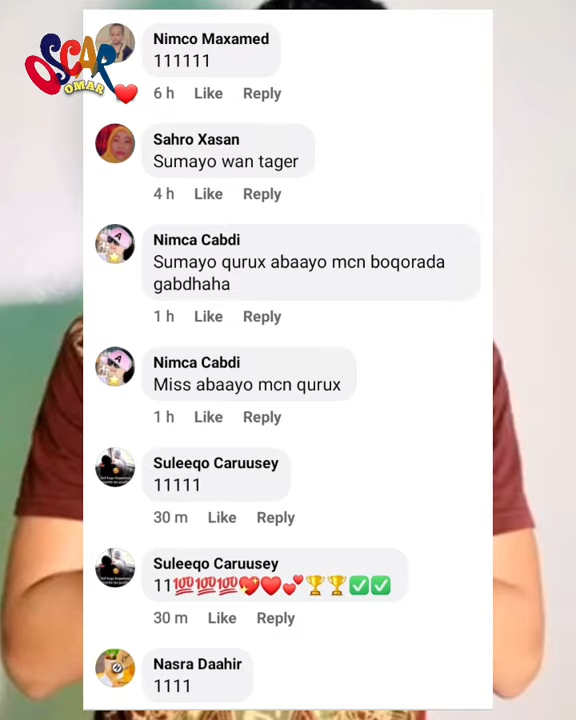 OSCAR
OMAR
Nimco Maxamed
111111
6 h Like Reply
Sahro Xasan
Sumayo wan tager
4 h Like Reply
Nimca Cabdi
Sumayo qurux abaayo mcn boqorada
gabdhaha
1 h Like Reply
Nimca Cabdi
Miss abaayo mcn qurux
1 h Like Reply
Suleeqo Caruusey
11111
30 m Like Reply
Suleeqo Caruusey
11💯💯💯💖❤️💕🏆🏆✅✅
30 m Like Reply
Nasra Daahir
1111